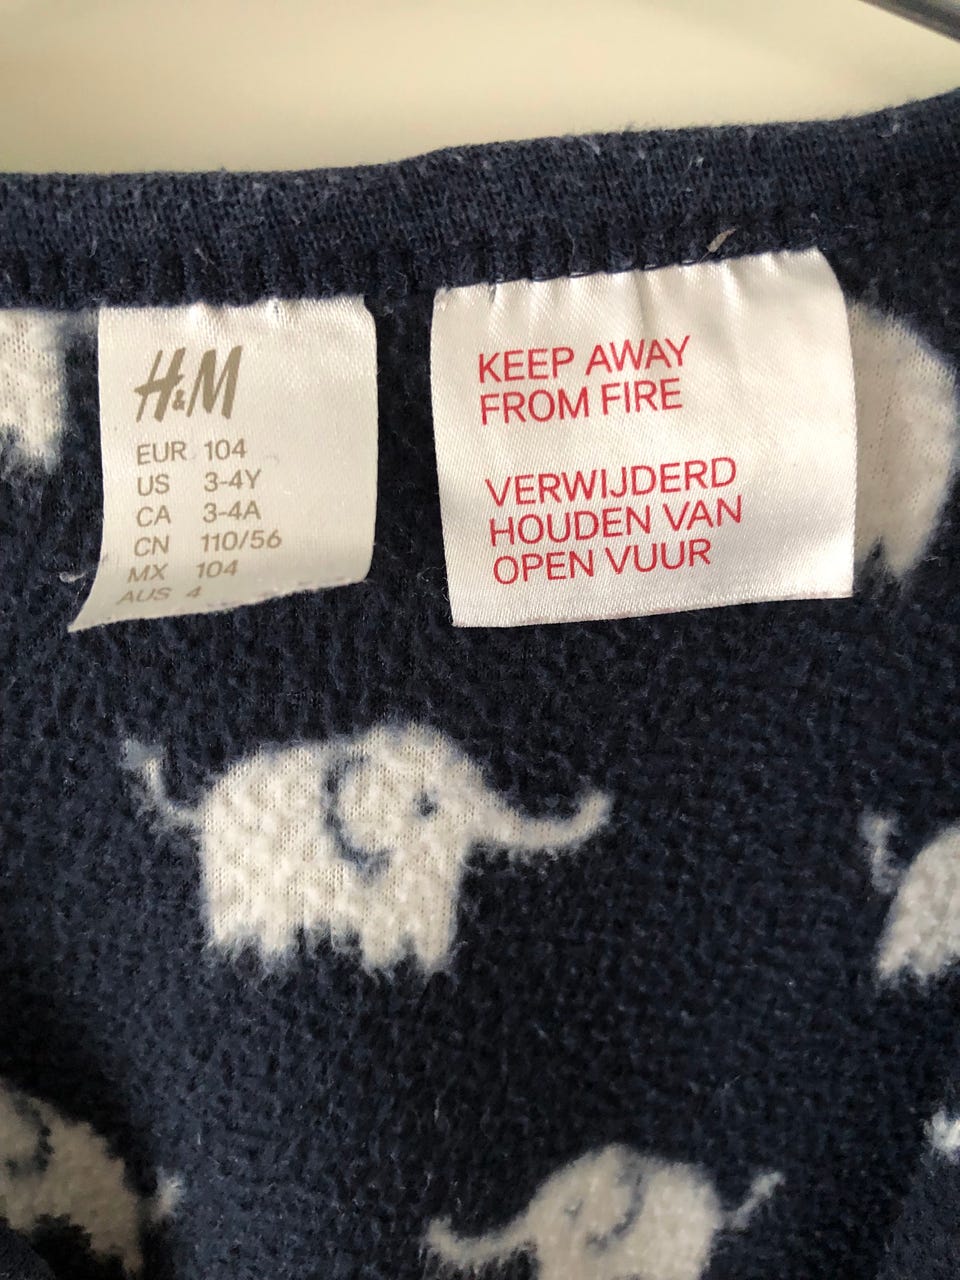 H&M
EUR 104
US 3-4Y
CA 3-4A
CN 110/56
MX 104
AUS 4
KEEP AWAY
FROM FIRE
VERWIJDERD
HOUDEN VAN
OPEN VUUR